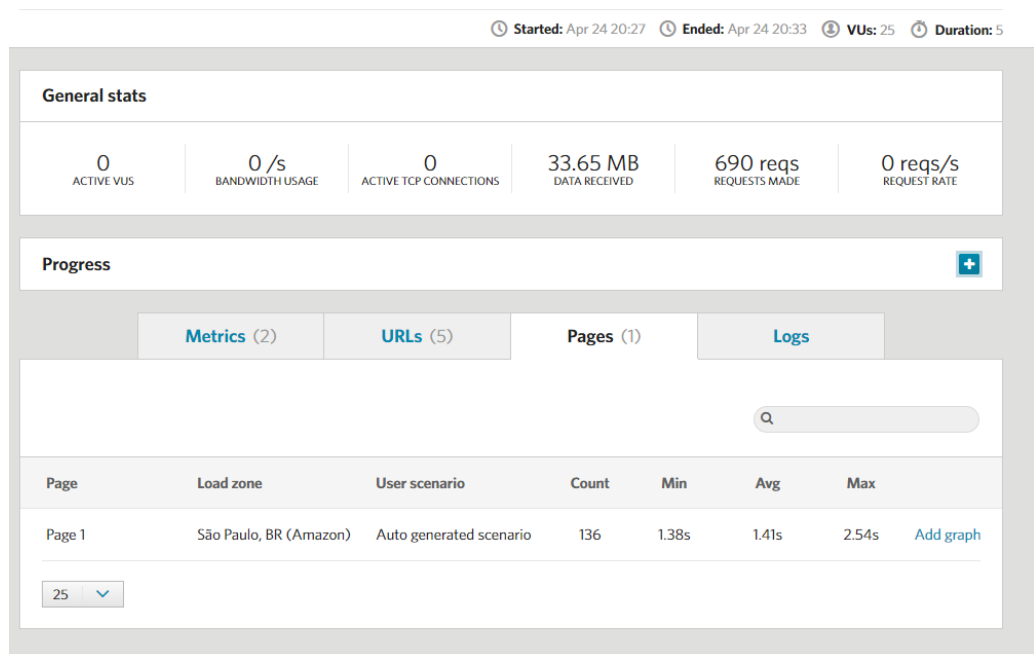 Started: Apr 24 20:27 Ended: Apr 24 20:33 VUs: 25 Duration: 5
General stats
0 0 /s 0 33.65 MB 690 reqs 0 reqs/s
ACTIVE VUS BANDWIDTH USAGE ACTIVE TCP CONNECTIONS DATA RECEIVED REQUESTS MADE REQUEST RATE
Progress
Metrics (2) URLs (5) Pages (1) Logs
Page Load zone User scenario Count Min Avg Max
Page 1 São Paulo, BR (Amazon) Auto generated scenario 136 1.38s 1.41s 2.54s Add graph
25